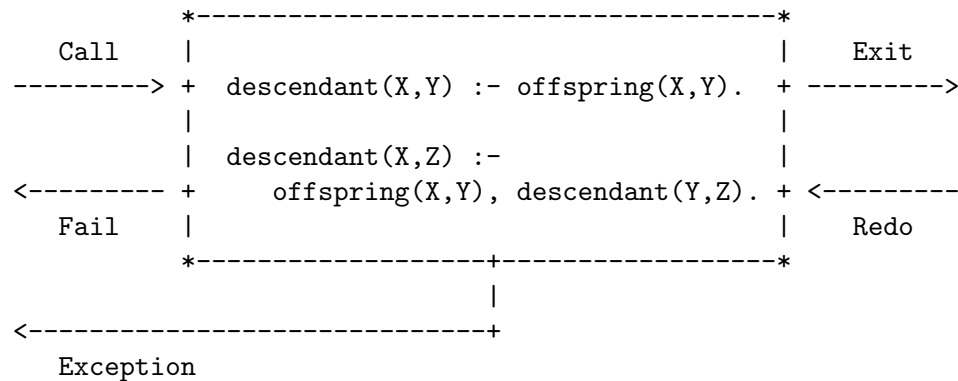 *--------------------------------------*
Call | | Exit
---------> + descendant(X,Y) :- offspring(X,Y). + --------->
| |
| descendant(X,Z) :- |
<--------- + offspring(X,Y), descendant(Y,Z). + <---------
Fail | | Redo
*-------------------+------------------*
|
<------------------------------+
Exception